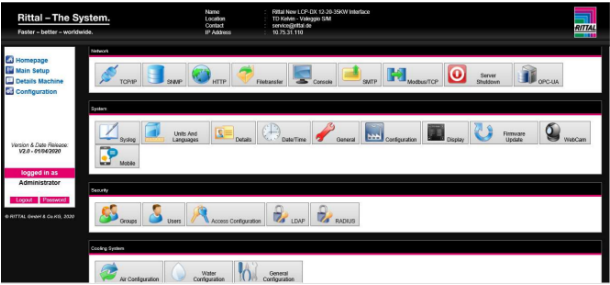 Rittal – The System.
Faster – better – worldwide.
Name : Rittal New LCP-DX 12-20-35KW Interface
Location : TD Kelvin - Valeggio S/M
Contact : service@rittal.de
IP Address : 10.75.31.110
RITTAL
Homepage
Main Setup
Details Machine
Configuration
Version & Date Release:
V2.0 - 01/04/2020
logged in as
Administrator
Logout Password
© RITTAL GmbH & Co.KG, 2020
Network
TCP/IP SNMP HTTP Filetransfer Console SMTP Modbus/TCP Server Shutdown OPC-UA
System
Syslog Units And Languages Details Date/Time General Configuration Display Firmware Update WebCam
Mobile
Security
Groups Users Access Configuration LDAP RADIUS
Cooling System
Air Configuration Water Configuration General Configuration